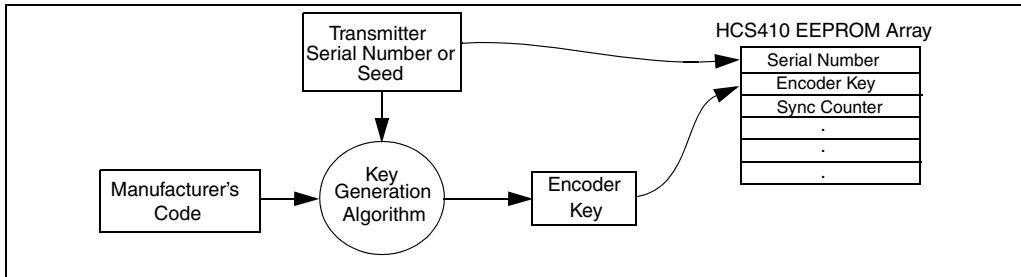 Transmitter
Serial Number or
Seed
HCS410 EEPROM Array
Serial Number
Encoder Key
Sync Counter
.
.
.
Manufacturer's
Code
Key
Generation
Algorithm
Encoder
Key